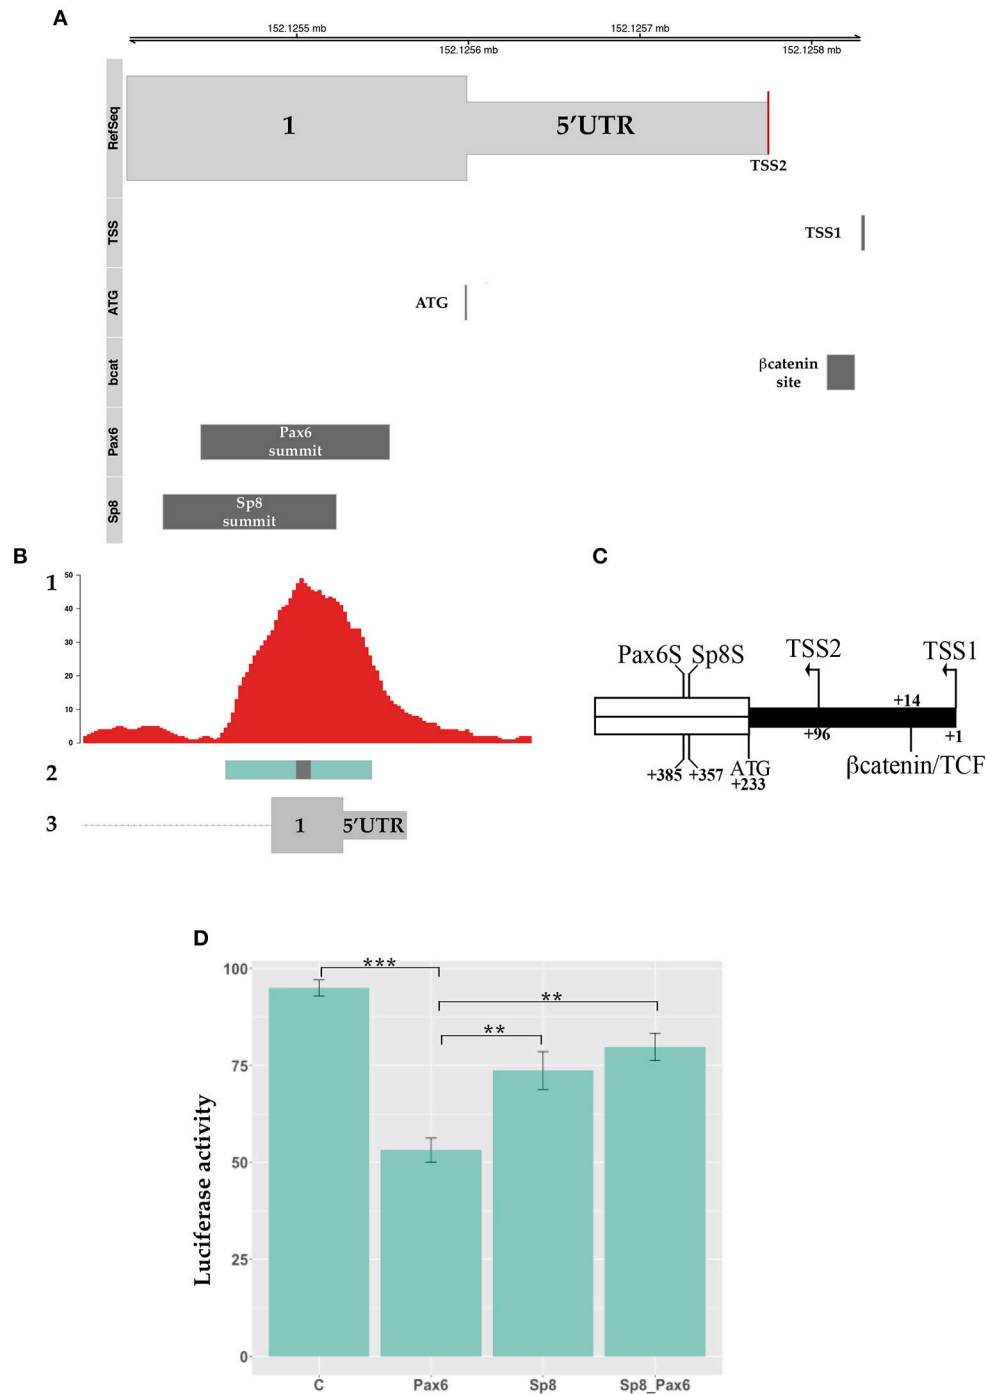 A
152.1255 mb
152.1257 mb
152.1256 mb
152.1258 mb
RefSeq
1
5'UTR
TSS2
TSS
TSS1
ATG
ATG
bcat
βcatenin
site
Pax6
Pax6
summit
Sp8
Sp8
summit
B
1
50
40
30
20
10
0
2
3
1
5'UTR
C
Pax6S
Sp8S
TSS2
TSS1
+14
+96
+1
+385
+357
ATG
+233
βcatenin/TCF
D
Luciferase activity
100
75
50
25
0
***
**
**
C
Pax6
Sp8
Sp8_Pax6